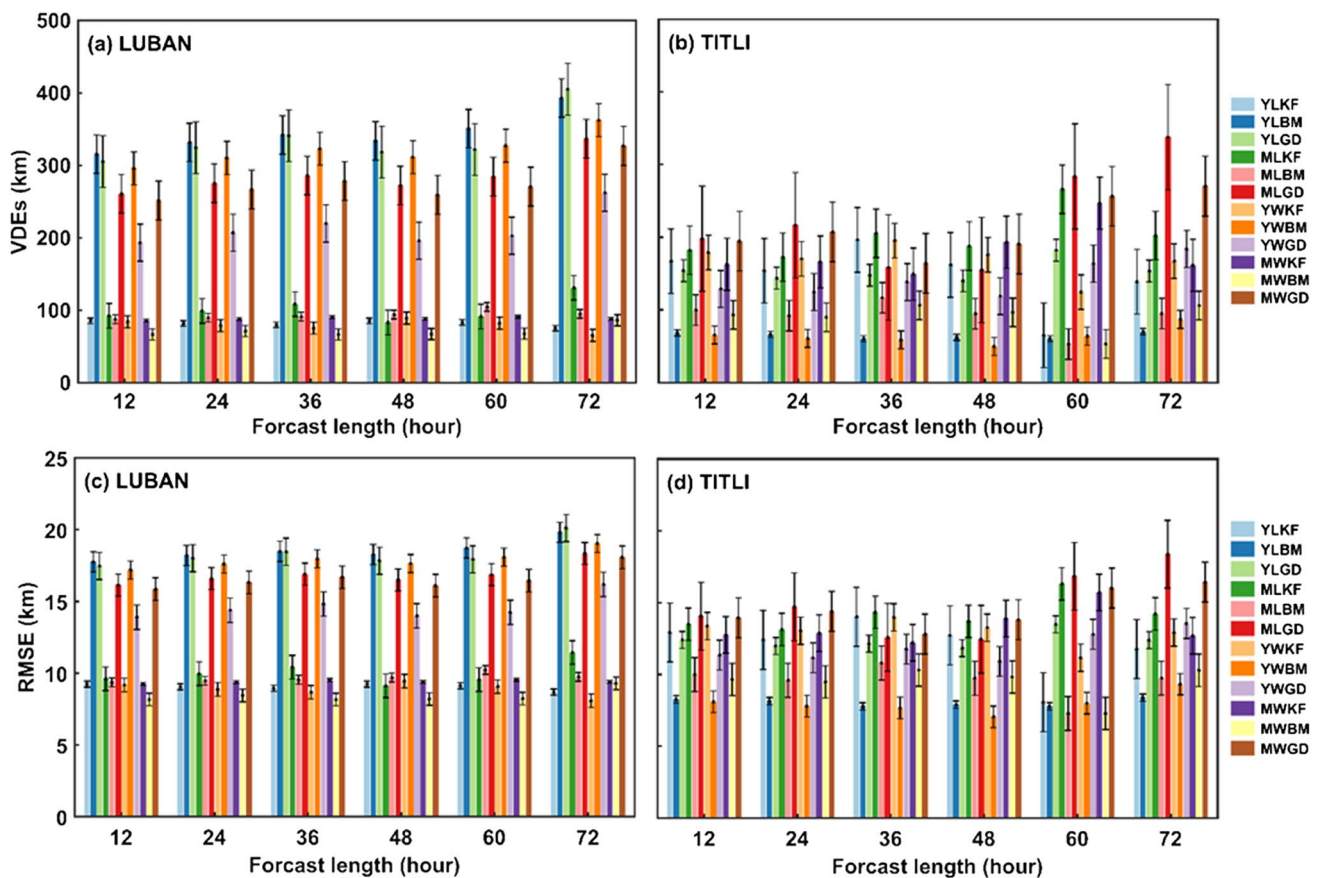 (a) LUBAN
VDEs (km)
500
400
300
200
100
0
12 24 36 48 60 72
Forcast length (hour)
(b) TITLI
12 24 36 48 60 72
Forcast length (hour)
YLKF
YLBM
YLGD
MLKF
MLBM
MLGD
YWKF
YWBM
YWGD
MWKF
MWBM
MWGD
(c) LUBAN
RMSE (km)
25
20
15
10
5
0
12 24 36 48 60 72
Forcast length (hour)
(d) TITLI
12 24 36 48 60 72
Forcast length (hour)
YLKF
YLBM
YLGD
MLKF
MLBM
MLGD
YWKF
YWBM
YWGD
MWKF
MWBM
MWGD